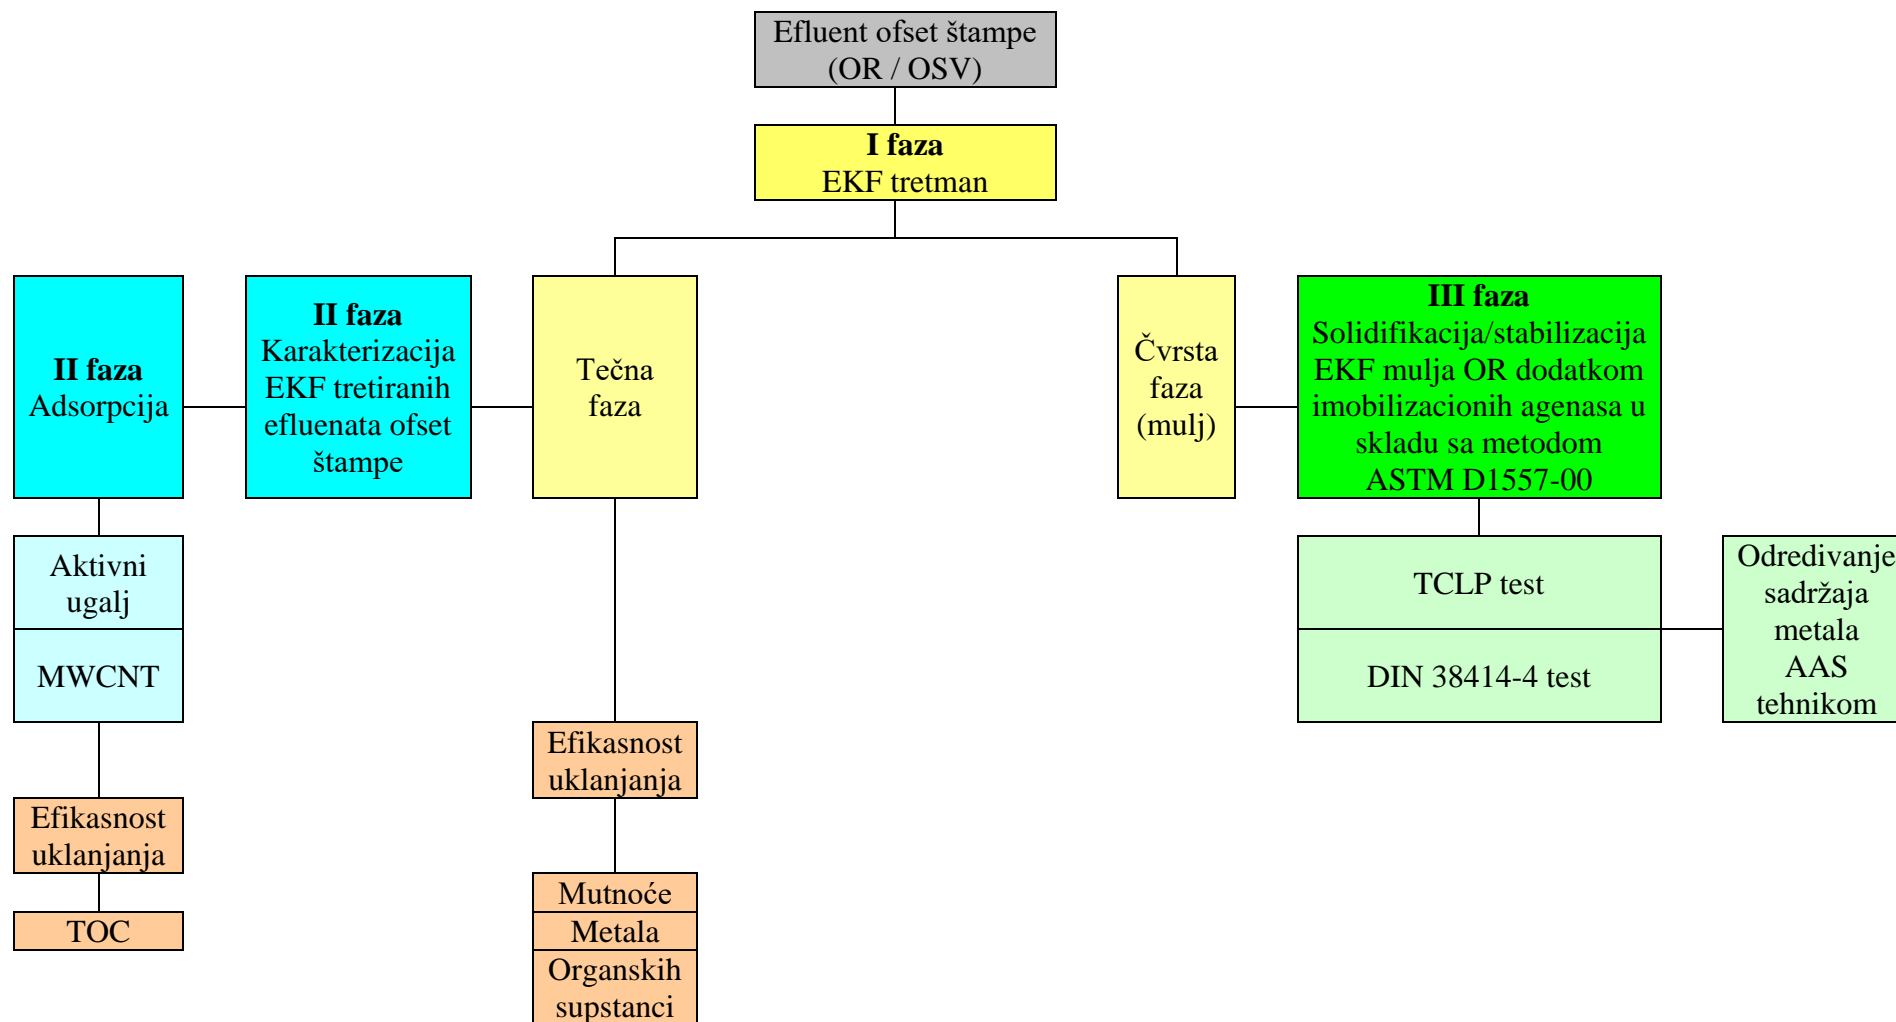 Efluent ofset štampe
(OR / OSV)
I faza
EKF tretman
II faza
Adsorpcija
II faza
Karakterizacija
EKF tretiranih
efluenata ofset
štampe
Tečna
faza
Čvrsta
faza
(mulj)
III faza
Solidifikacija/stabilizacija
EKF mulja OR dodatkom
imobilizacionih agenasa u
skladu sa metodom
ASTM D1557-00
Aktivni
ugalj
MWCNT
TCLP test
DIN 38414-4 test
Odredivanje
sadržaja
metala
AAS
tehnikom
Efikasnost
uklanjanja
Efikasnost
uklanjanja
TOC
Mutnoće
Metala
Organskih
supstanci